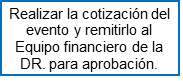 Realizar la cotización del
evento y remitirlo al
Equipo financiero de la
DR. para aprobación.